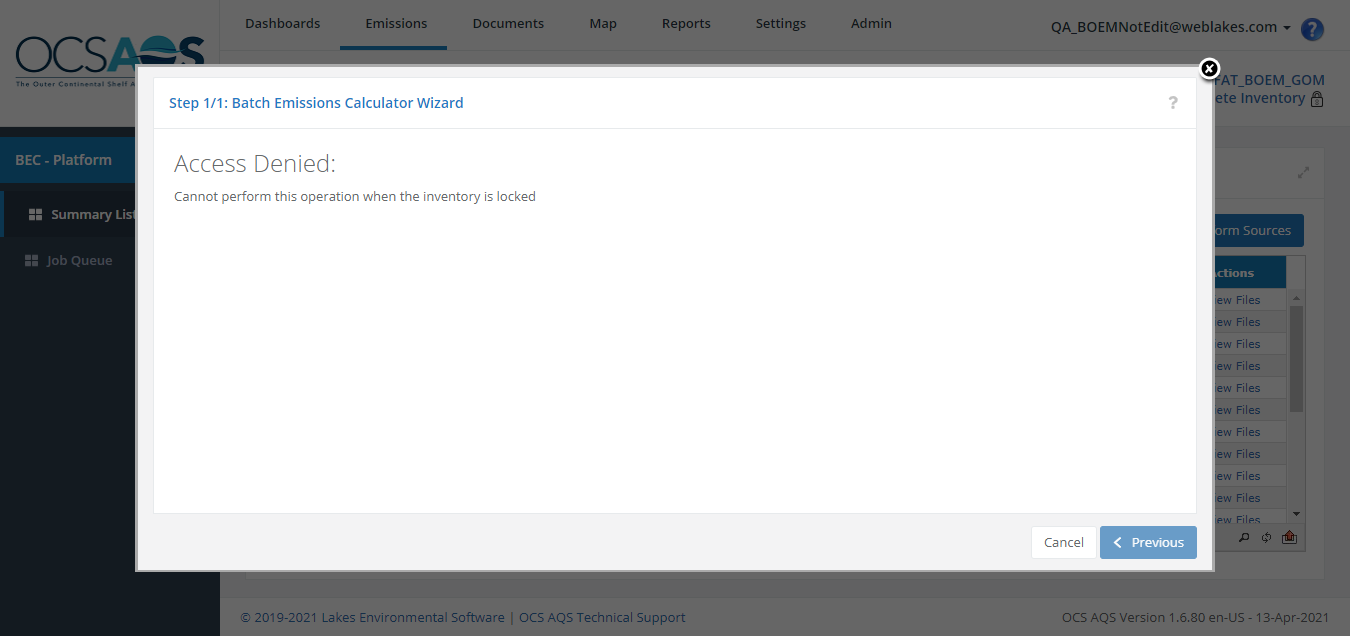 Dashboards
Emissions
Documents
Map
Reports
Settings
Admin
QA_BOEMNotEdit@weblakes.com
?
OCSAQS
The Outer Continental Shelf A
FAT_BOEM_GOM
ete Inventory
Step 1/1: Batch Emissions Calculator Wizard
?
BEC - Platform
Access Denied:
Cannot perform this operation when the inventory is locked
Summary List
orm Sources
Job Queue
Actions
ew Files
ew Files
ew Files
ew Files
ew Files
ew Files
ew Files
ew Files
ew Files
ew Files
ew Files
Cancel
Previous
© 2019-2021 Lakes Environmental Software | OCS AQS Technical Support
OCS AQS Version 1.6.80 en-US - 13-Apr-2021